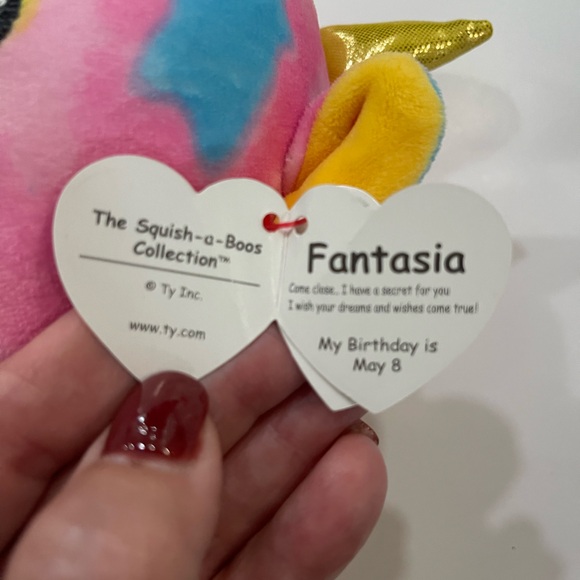 The Squish-a-Boos
Collection™
© Ty Inc.
www.ty.com
Fantasia
Come close.. I have a secret for you
I wish your dreams and wishes come true!
My Birthday is
May 8